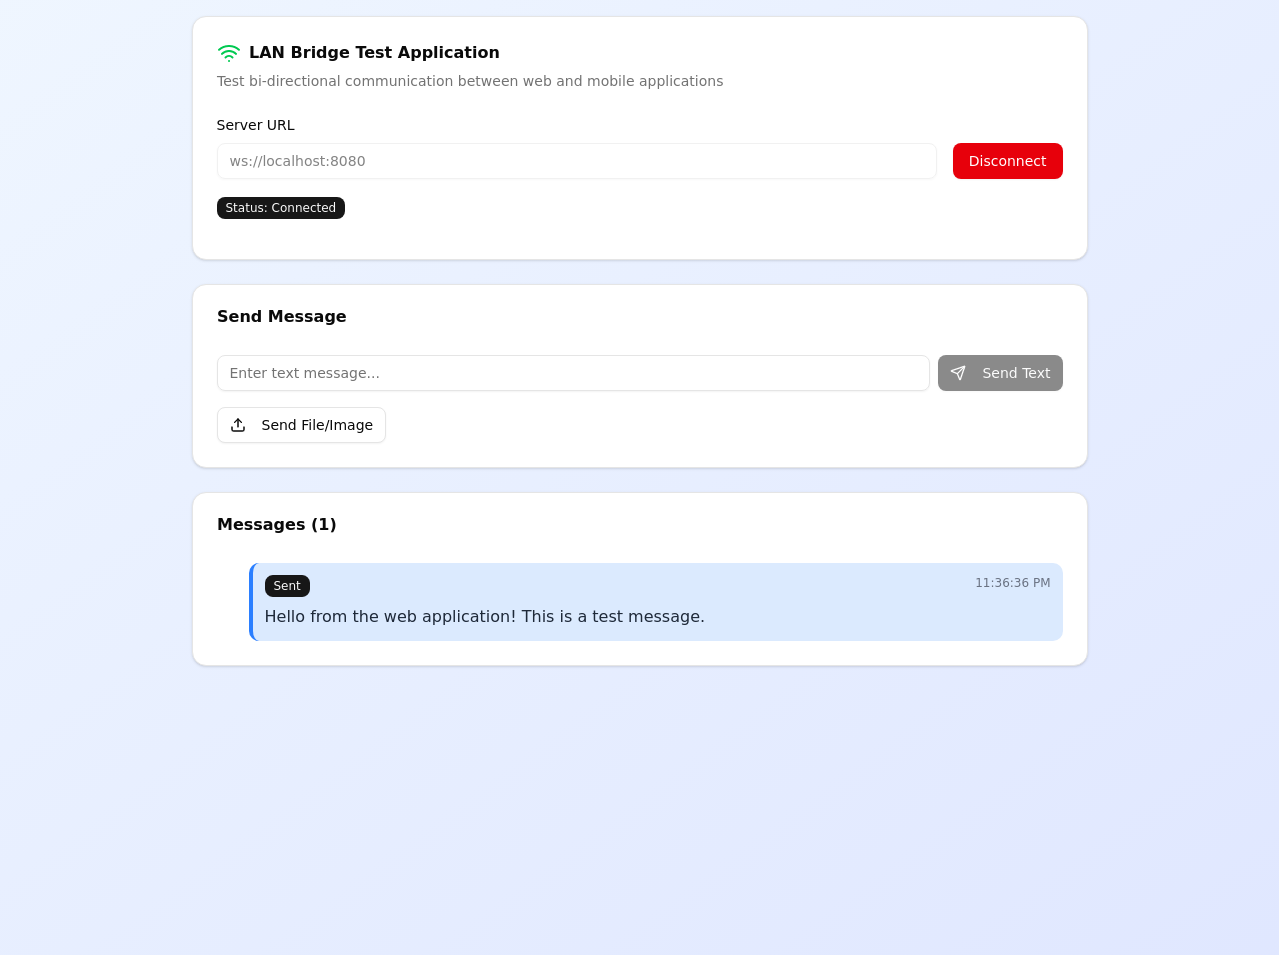 LAN Bridge Test Application
Test bi-directional communication between web and mobile applications
Server URL
ws://localhost:8080
Disconnect
Status: Connected
Send Message
Enter text message...
Send Text
Send File/Image
Messages (1)
Sent
11:36:36 PM
Hello from the web application! This is a test message.